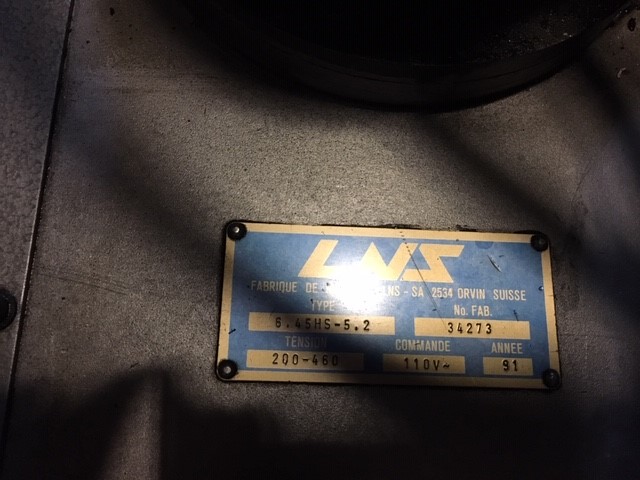 LNS
FABRIQUE DE LNS - SA 2534 ORVIN SUISSE
TYPE No. FAB.
6.45HS-5.2 34273
TENSION COMMANDE ANNEE
200-460 110V~ 91